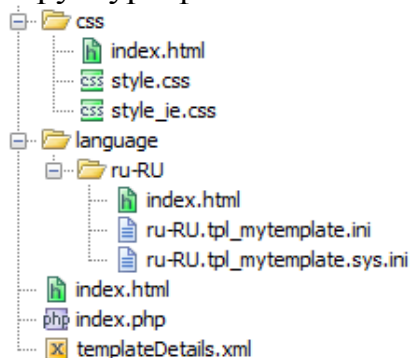 css
index.html
style.css
style_ie.css
language
ru-RU
index.html
ru-RU.tpl_mytemplate.ini
ru-RU.tpl_mytemplate.sys.ini
index.html
index.php
templateDetails.xml